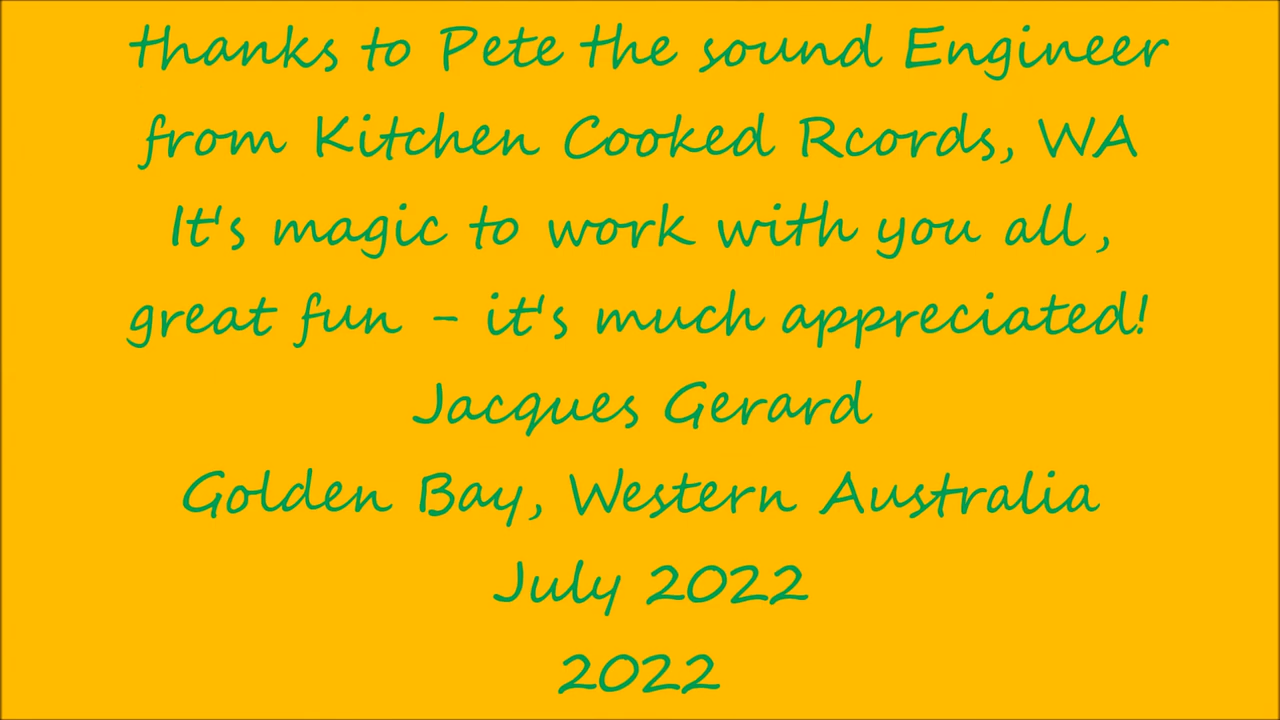 thanks to Pete the sound Engineer
from Kitchen Cooked Rcords, WA
It's magic to work with you all,
great fun - it's much appreciated!
Jacques Gerard
Golden Bay, Western Australia
July 2022
2022